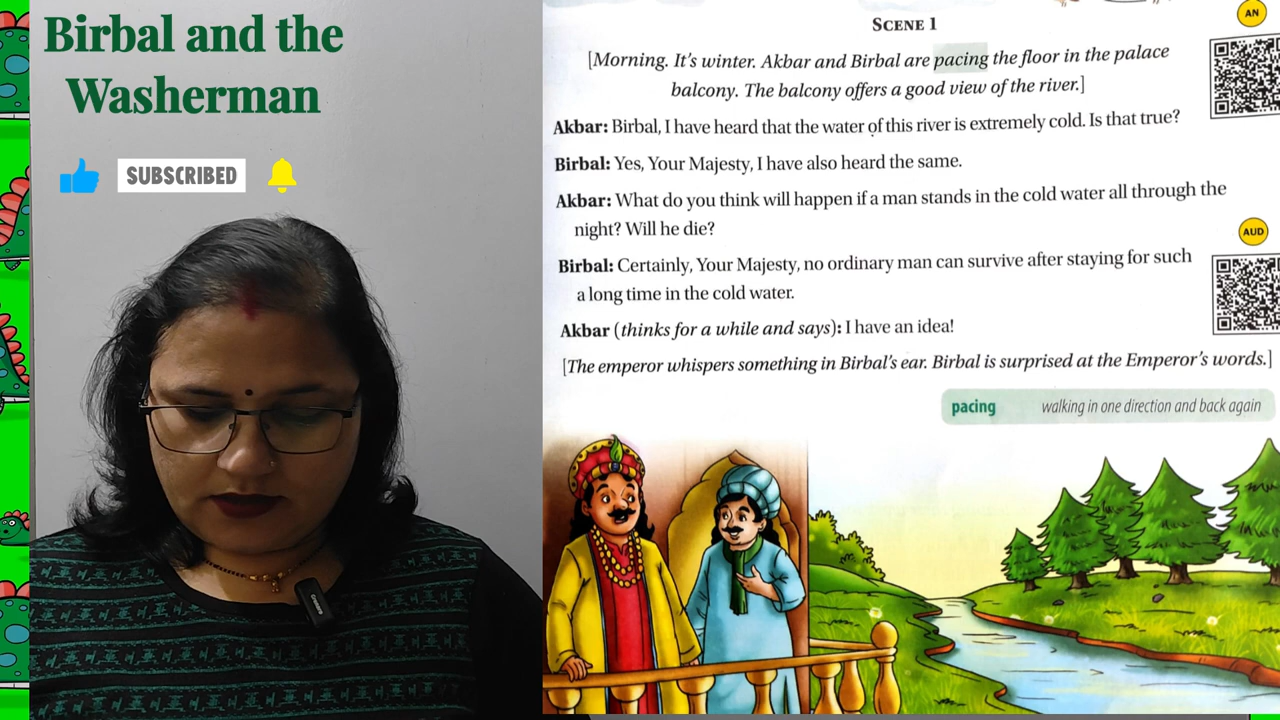 Birbal and the
Washerman
SUBSCRIBED
SCENE 1
AN
[Morning. It's winter. Akbar and Birbal are pacing the floor in the palace
balcony. The balcony offers a good view of the river.]
Akbar: Birbal, I have heard that the water of this river is extremely cold. Is that true?
Birbal: Yes, Your Majesty, I have also heard the same.
Akbar: What do you think will happen if a man stands in the cold water all through the
night? Will he die?
AUD
Birbal: Certainly, Your Majesty, no ordinary man can survive after staying for such
a long time in the cold water.
Akbar (thinks for a while and says): I have an idea!
[The emperor whispers something in Birbal's ear. Birbal is surprised at the Emperor's words.]
pacing walking in one direction and back again